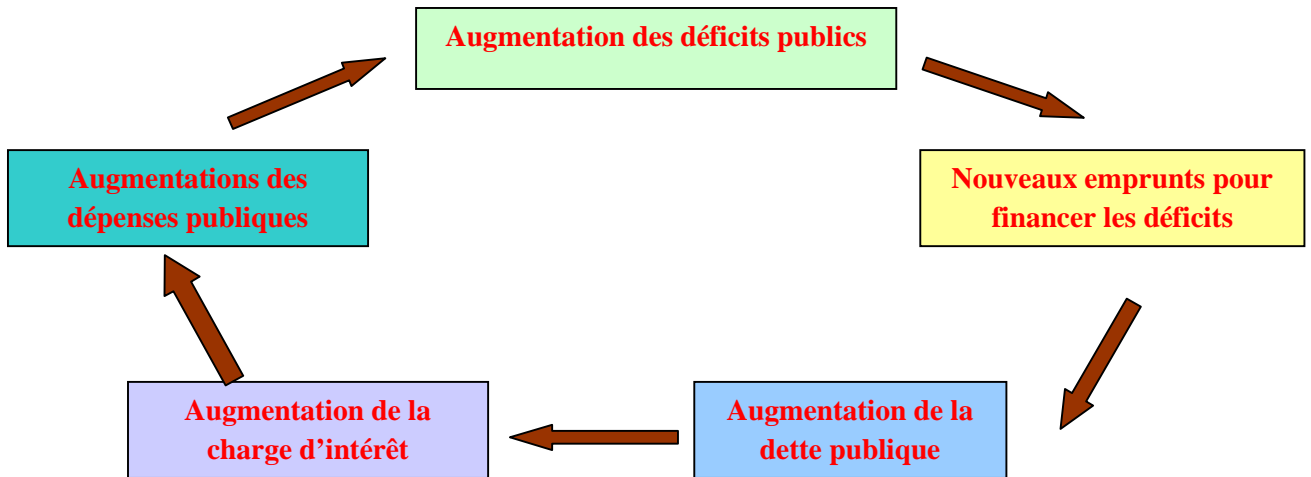 Augmentation des déficits publics
Augmentations des
dépenses publiques
Nouveaux emprunts pour
financer les déficits
Augmentation de la
charge d’intérêt
Augmentation de la
dette publique